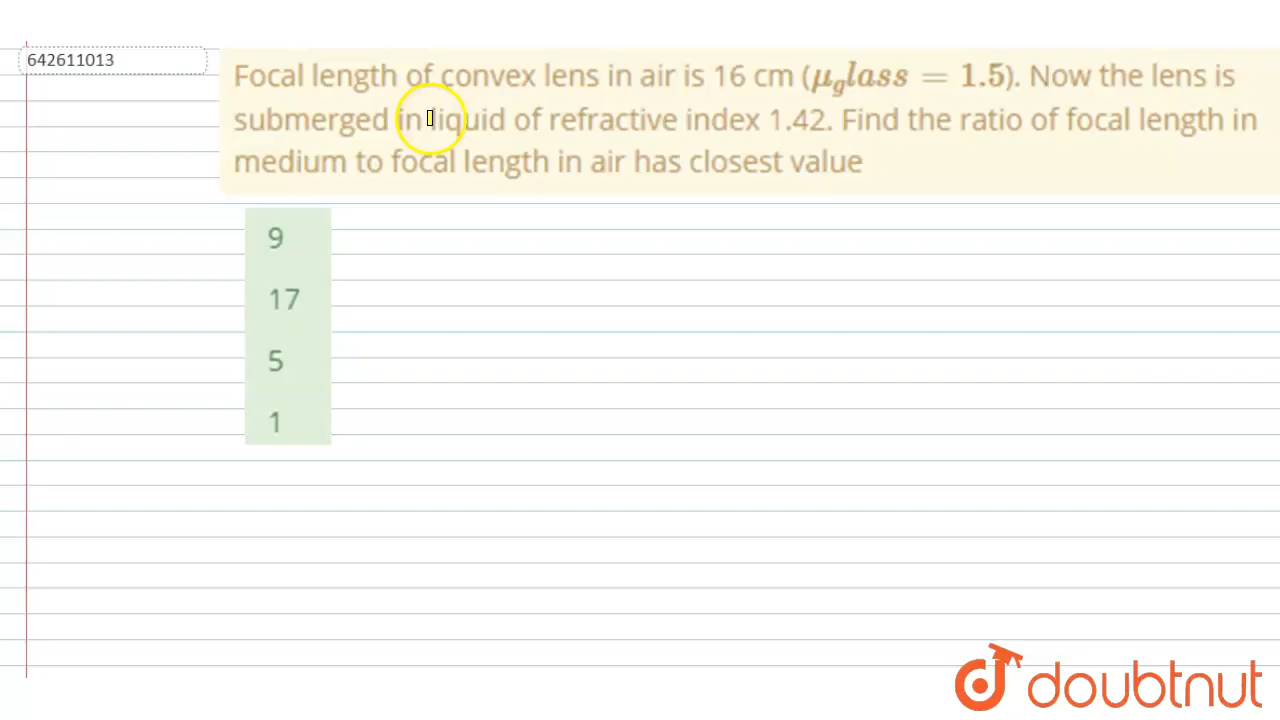 642611013
Focal length of convex lens in air is 16 cm (μ_glass = 1.5). Now the lens is
submerged in liquid of refractive index 1.42. Find the ratio of focal length in
medium to focal length in air has closest value
9
17
5
1
doubtnut